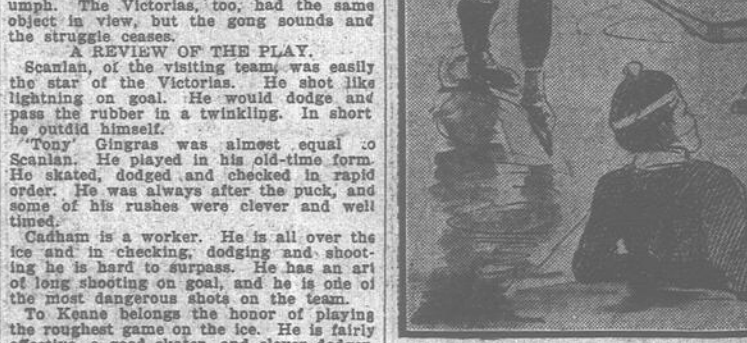 umph. The Victorias, too, had the same
object in view, but the gong sounds and
the struggle ceases.
A REVIEW OF THE PLAY.
Scanlan, of the visiting team, was easily
the star of the Victorias. He shot like
lightning on goal. He would dodge and
pass the rubber in a twinkling. In short
he outdid himself.
"Tony' Gingras was almost equal to
Scanlan. He played in his old-time form
He skated, dodged and checked in rapid
order. He was always after the puck, and
some of his rushes were clever and well
timed.
Cadham is a worker. He is all over the
ice and in checking, dodging and shoot-
ing he is hard to surpass. He has an art
of long shooting on goal, and he is one of
the most dangerous shots on the team.
To Keane belongs the honor of playing
the roughest game on the ice. He is fairly
effective, a good skater, and clever dodger.